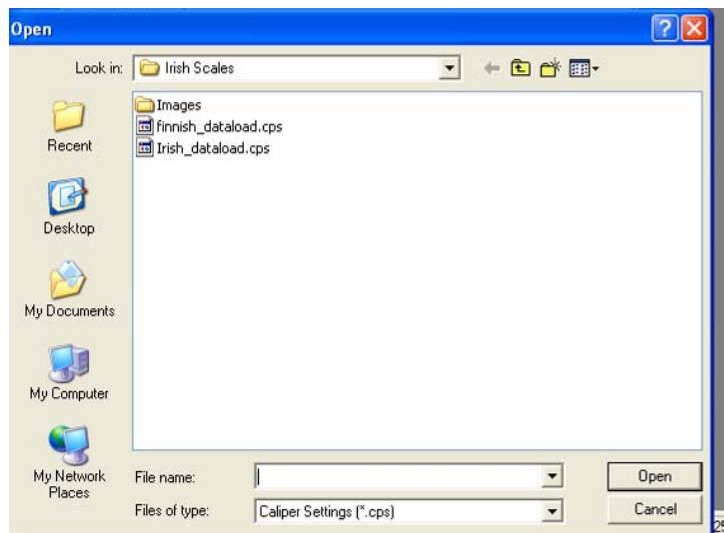 Open
Look in: Irish Scales
Images
finnish_dataload.cps
Irish_dataload.cps
Recent
Desktop
My Documents
My Computer
My Network
Places
File name:
Open
Files of type: Caliper Settings (*.cps)
Cancel